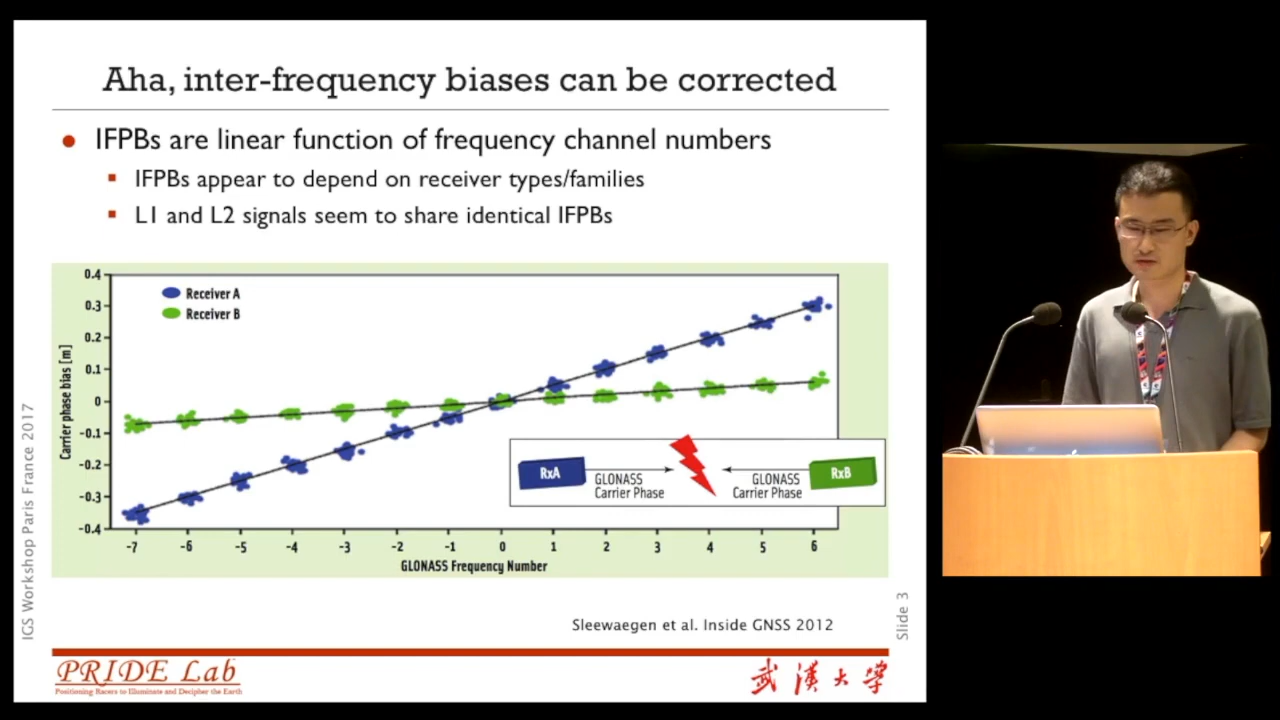 Aha, inter-frequency biases can be corrected
IFPBs are linear function of frequency channel numbers
IFPBs appear to depend on receiver types/families
L1 and L2 signals seem to share identical IFPBs
Receiver A
Receiver B
Carrier phase bias [m]
0.4
0.3
0.2
0.1
0
-0.1
-0.2
-0.3
-0.4
RxA
GLONASS
Carrier Phase
GLONASS
Carrier Phase
RxB
-7 -6 -5 -4 -3 -2 -1 0 1 2 3 4 5 6
GLONASS Frequency Number
IGS Workshop Paris France 2017
Slide 3
Sleewaegen et al. Inside GNSS 2012
PRIDE Lab
Positioning Racers to Illuminate and Decipher the Earth
武漢大学